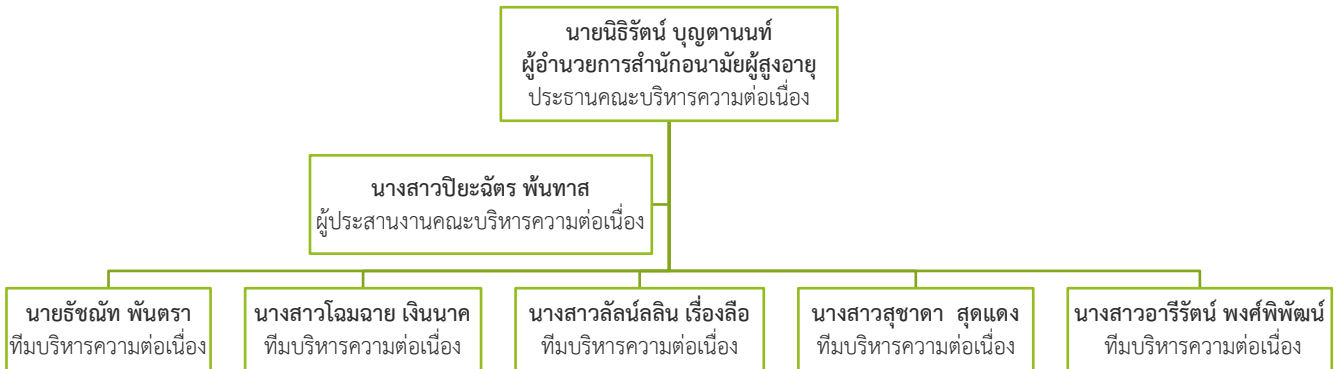 นายนิธิรัตน์ บุญตานนท์
ผู้อำนวยการสำนักอนามัยผู้สูงอายุ
ประธานคณะบริหารความต่อเนื่อง
นางสาวปิยะฉัตร พ้นทาส
ผู้ประสานงานคณะบริหารความต่อเนื่อง
นายธัชณัท พันตรา
ทีมบริหารความต่อเนื่อง
นางสาวโฉมฉาย เงินนาค
ทีมบริหารความต่อเนื่อง
นางสาวลัลน์ลลิน เรื่องลือ
ทีมบริหารความต่อเนื่อง
นางสาวสุชาดา สุดแดง
ทีมบริหารความต่อเนื่อง
นางสาวอารีรัตน์ พงศ์พิพัฒน์
ทีมบริหารความต่อเนื่อง